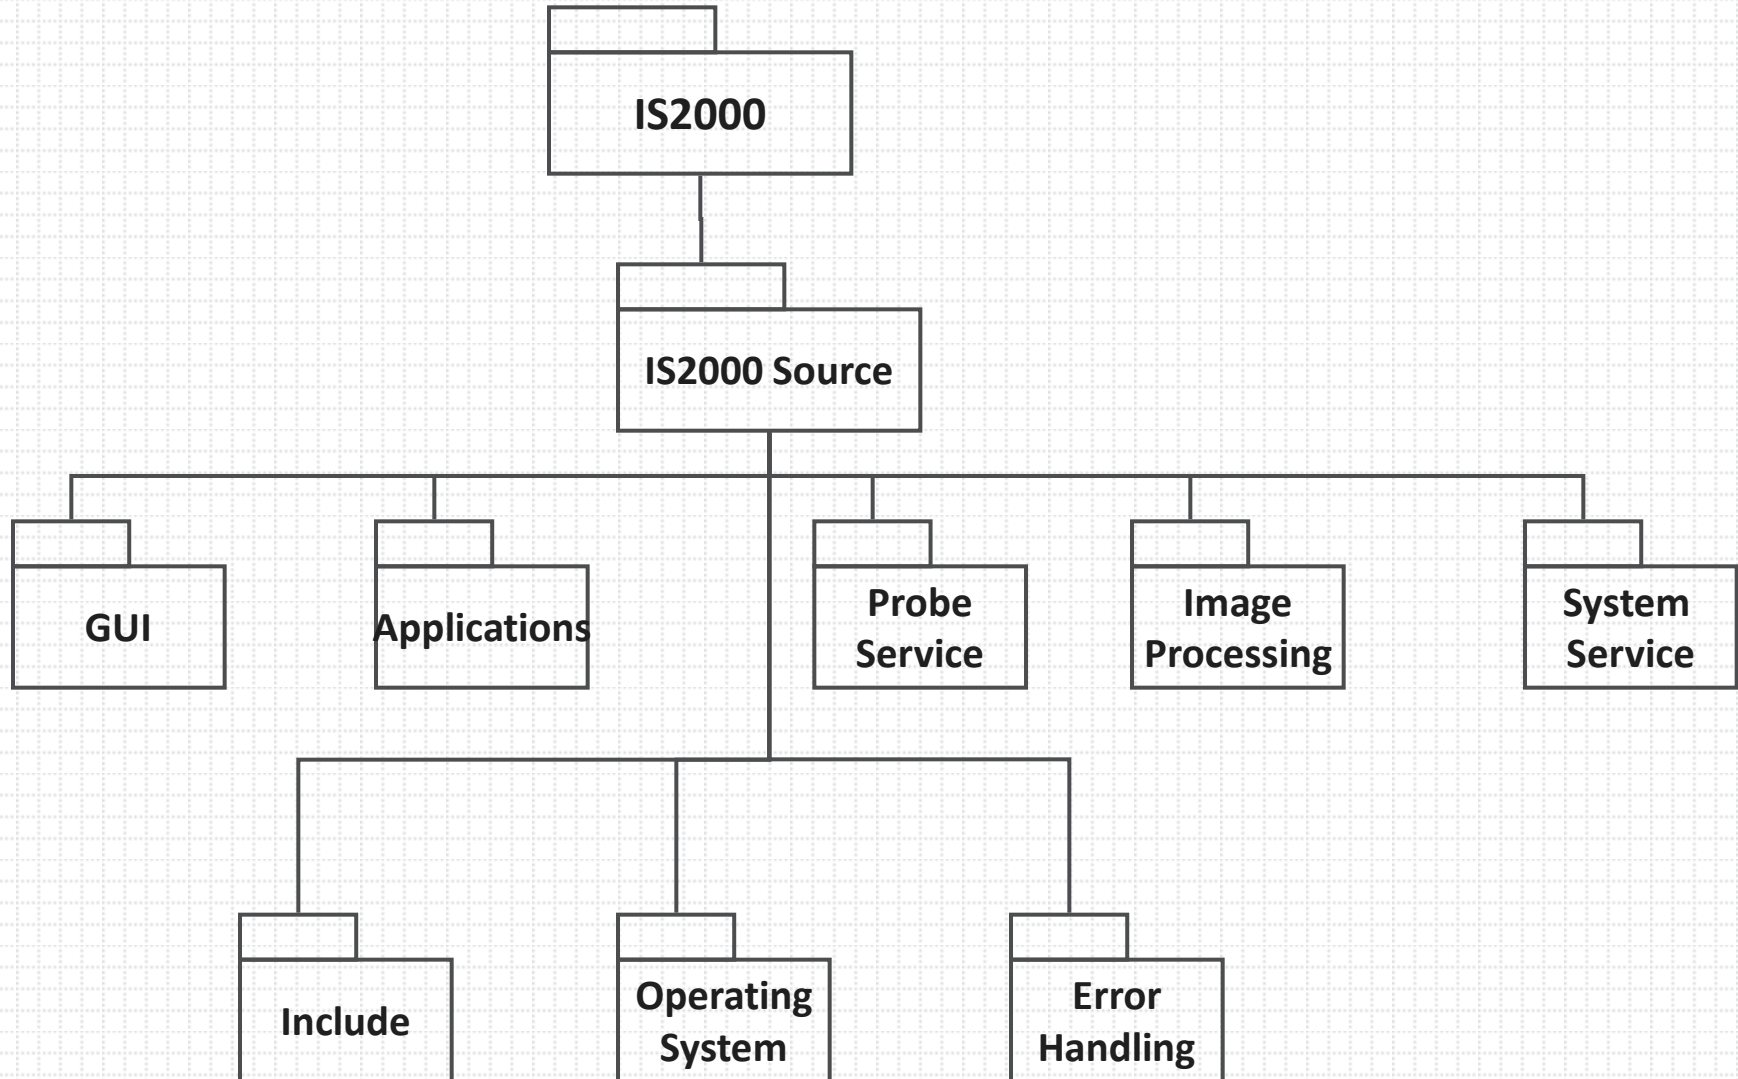 IS2000
IS2000 Source
GUI
Applications
Probe
Service
Image
Processing
System
Service
Include
Operating
System
Error
Handling